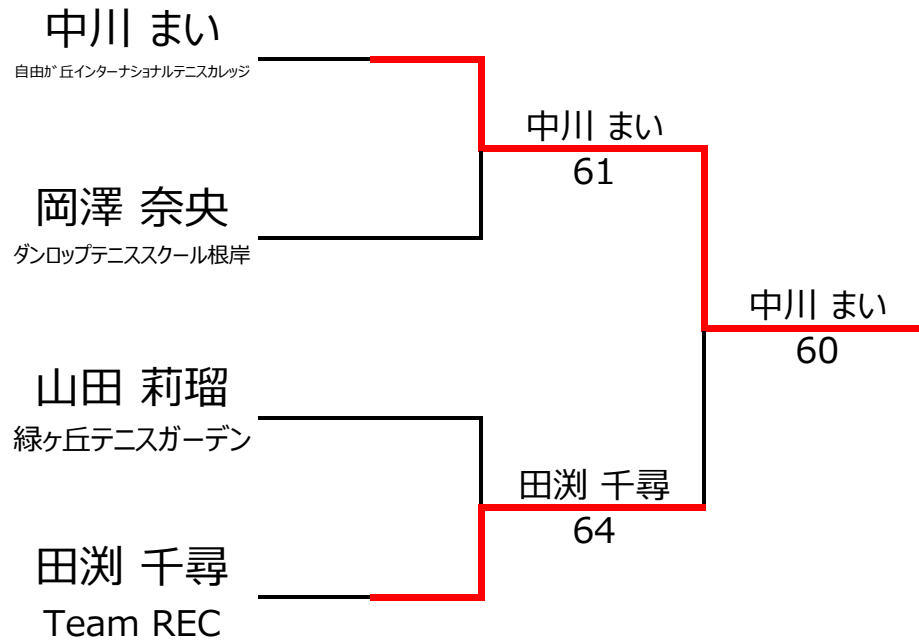 中川 まい
自由が丘インターナショナルテニスカレッジ
中川 まい
61
岡澤 奈央
ダンロップテニススクール根岸
中川 まい
60
山田 莉瑠
緑ヶ丘テニスガーデン
田渕 千尋
64
田渕 千尋
Team REC